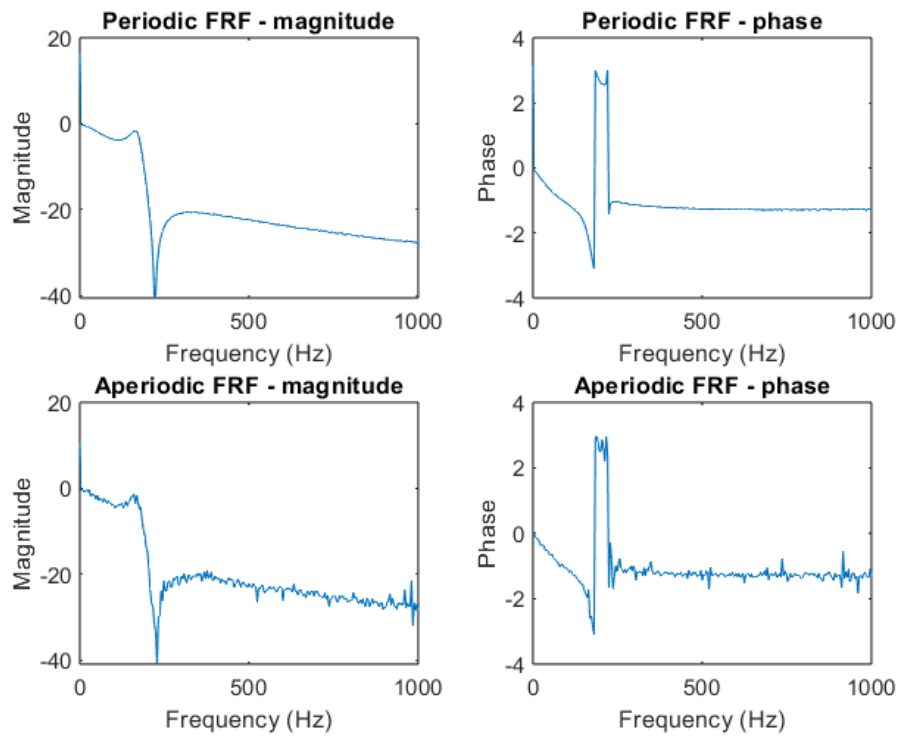 Periodic FRF - magnitude
20
0
-20
-40
Magnitude
0
500
1000
Frequency (Hz)
Periodic FRF - phase
4
2
0
-2
-4
Phase
0
500
1000
Frequency (Hz)
Aperiodic FRF - magnitude
20
0
-20
-40
Magnitude
0
500
1000
Frequency (Hz)
Aperiodic FRF - phase
4
2
0
-2
-4
Phase
0
500
1000
Frequency (Hz)